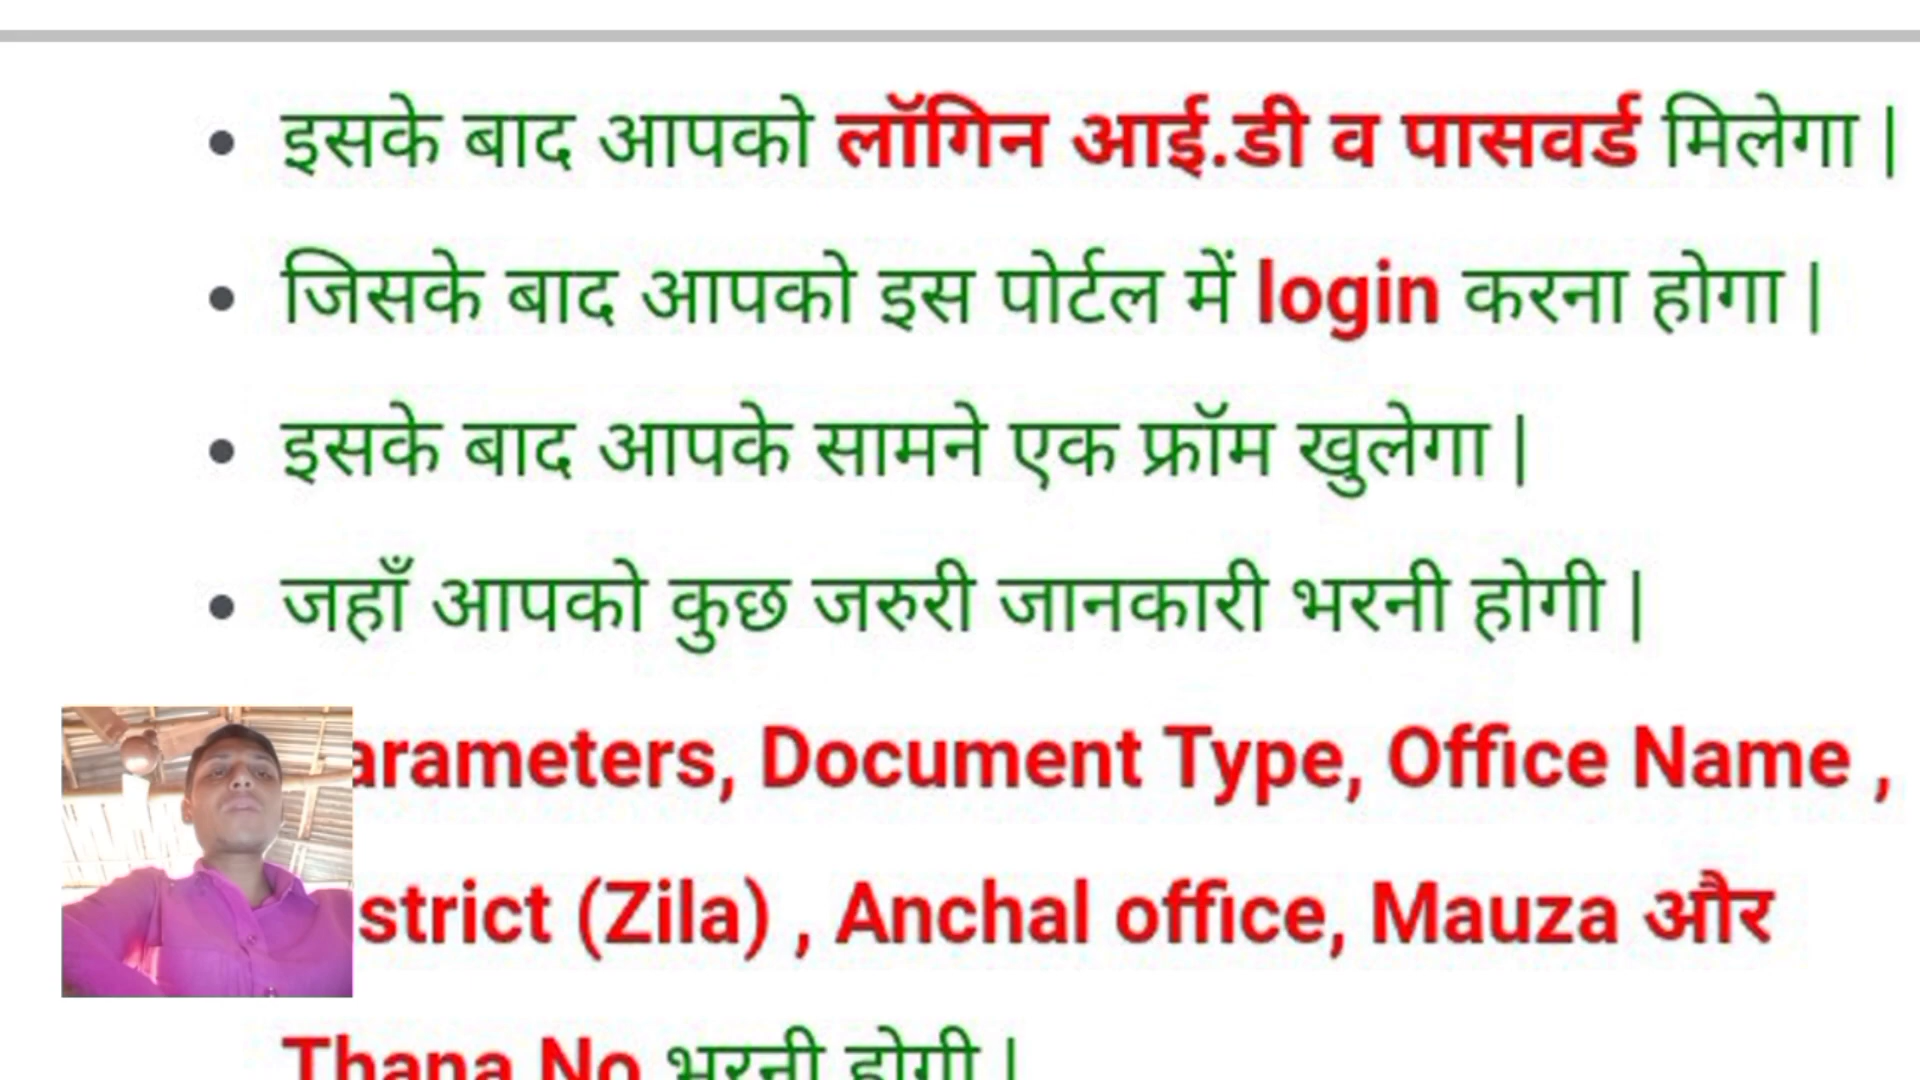 इसके बाद आपको लॉगिन आई.डी व पासवर्ड मिलेगा |
जिसके बाद आपको इस पोर्टल में login करना होगा |
इसके बाद आपके सामने एक फ्रॉम खुलेगा |
जहाँ आपको कुछ जरुरी जानकारी भरनी होगी |
arameters, Document Type, Office Name ,
strict (Zila) , Anchal office, Mauza और
Thana No भरनी होगी |